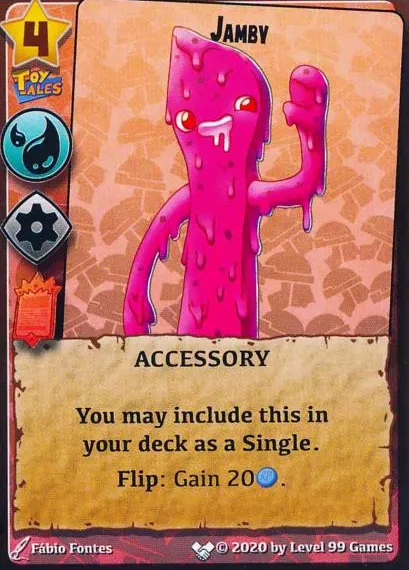 4
JAMBY
TOY
TALES
ACCESSORY
You may include this in
your deck as a Single.
Flip: Gain 20.
Fábio Fontes
© 2020 by Level 99 Games